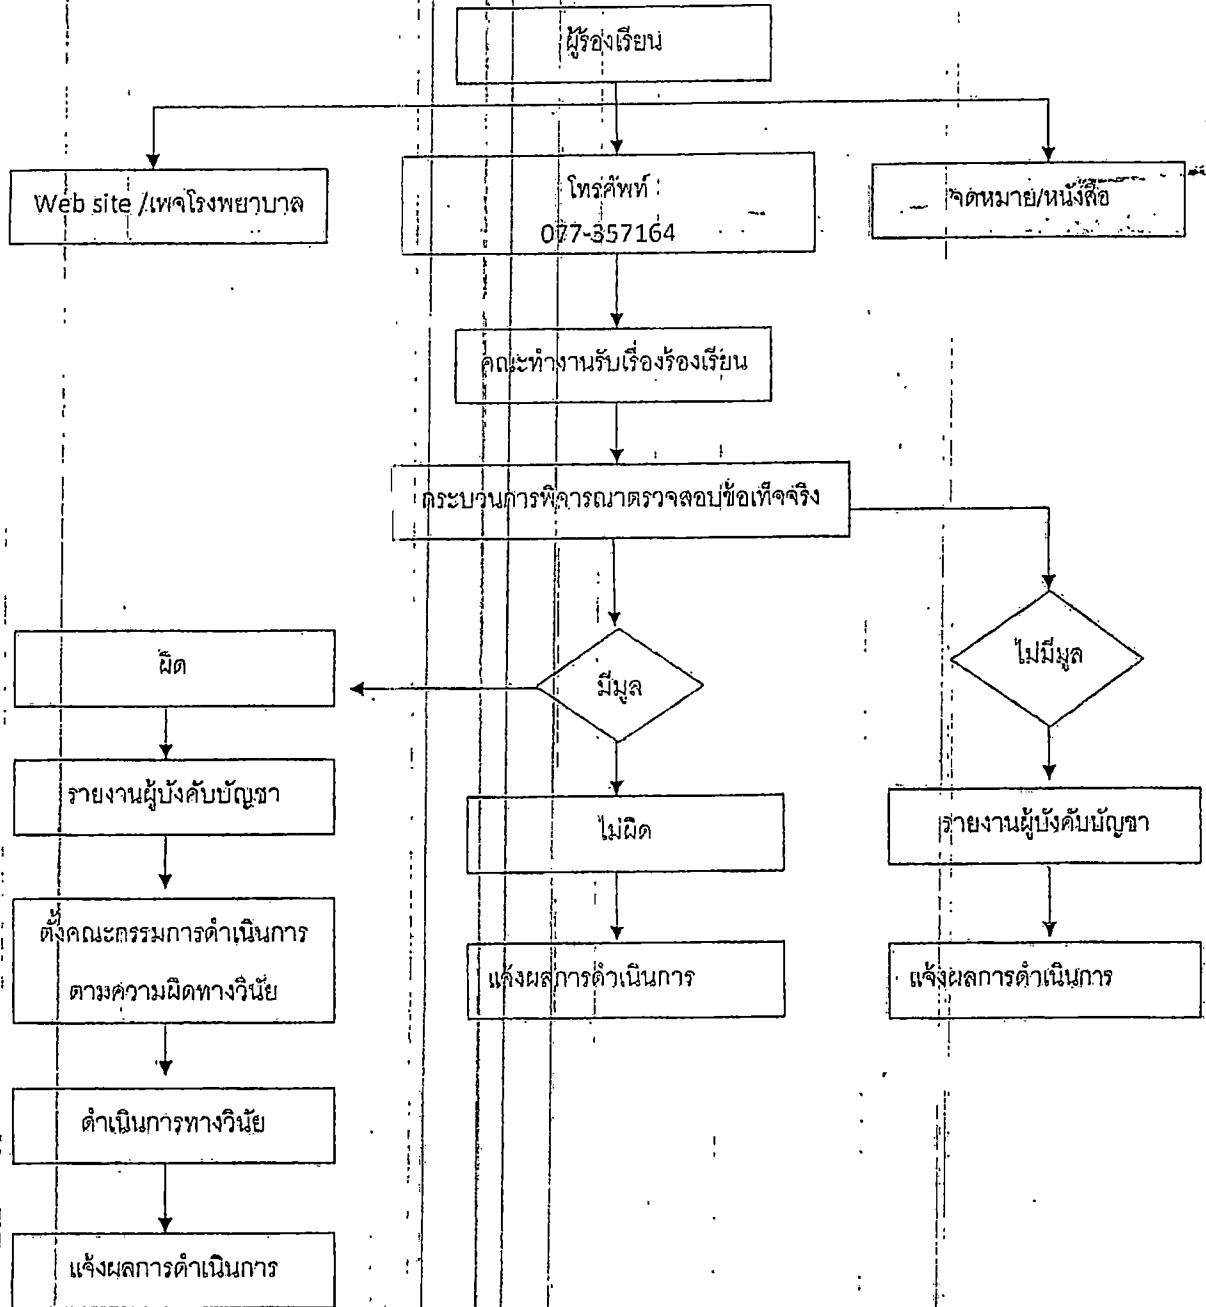 ผู้ร้องเรียน
Web site /เพจโรงพยาบาล
โทรศัพท์ :
077-357164
จดหมาย/หนังสือ
คณะทำงานรับเรื่องร้องเรียน
กระบวนการพิจารณาตรวจสอบข้อเท็จจริง
ไม่มีมูล
มีมูล
ผิด
รายงานผู้บังคับบัญชา
ไม่ผิด
รายงานผู้บังคับบัญชา
ตั้งคณะกรรมการดำเนินการ
ตามความผิดทางวินัย
แจ้งผลการดำเนินการ
แจ้งผลการดำเนินการ
ดำเนินการทางวินัย
แจ้งผลการดำเนินการ